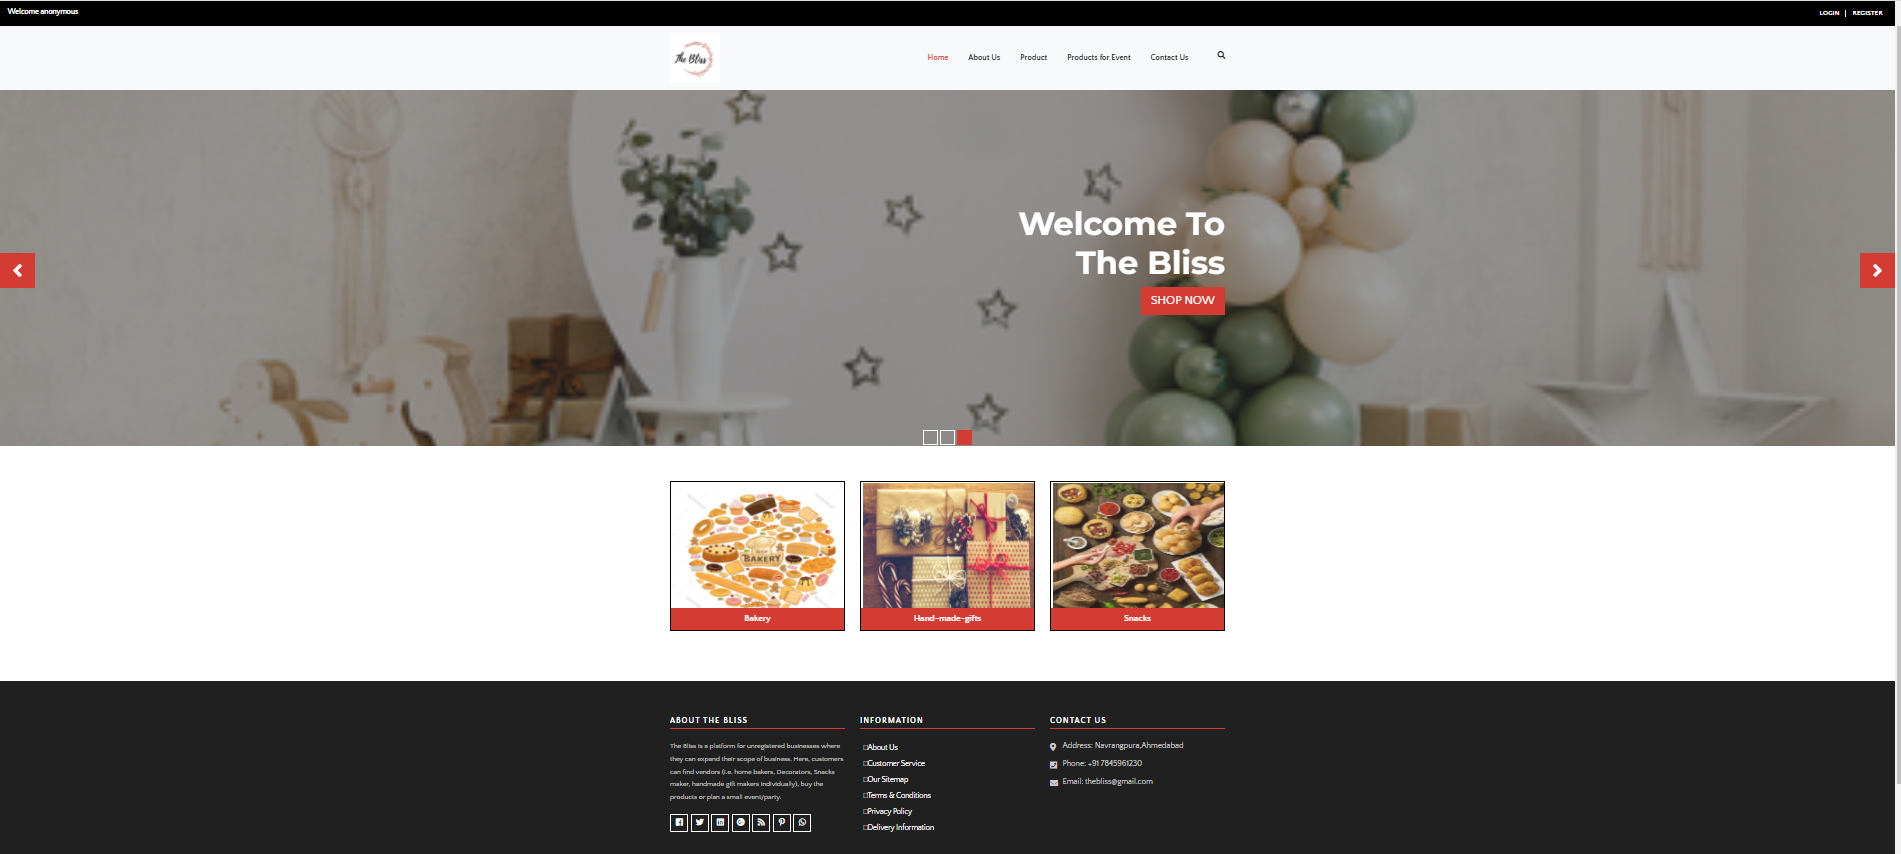 Welcome anonymous
LOGIN | REGISTER
The Bliss
Home About Us Product Products for Event Contact Us
Welcome To
The Bliss
SHOP NOW
BAKERY
Bakery
Hand-made-gifts
Snacks
ABOUT THE BLISS
The Bliss is a platform for unregistered businesses where
they can expand their scope of business. Here, customers
can find vendors (i.e. home bakers, Decorators, Snacks
maker, handmade gift makers individually), buy the
products or plan a small event/party.
INFORMATION
About Us
Customer Service
Our Sitemap
Terms & Conditions
Privacy Policy
Delivery Information
CONTACT US
Address: Navrangpura,Ahmedabad
Phone: +91 7845961230
Email: thebliss@gmail.com